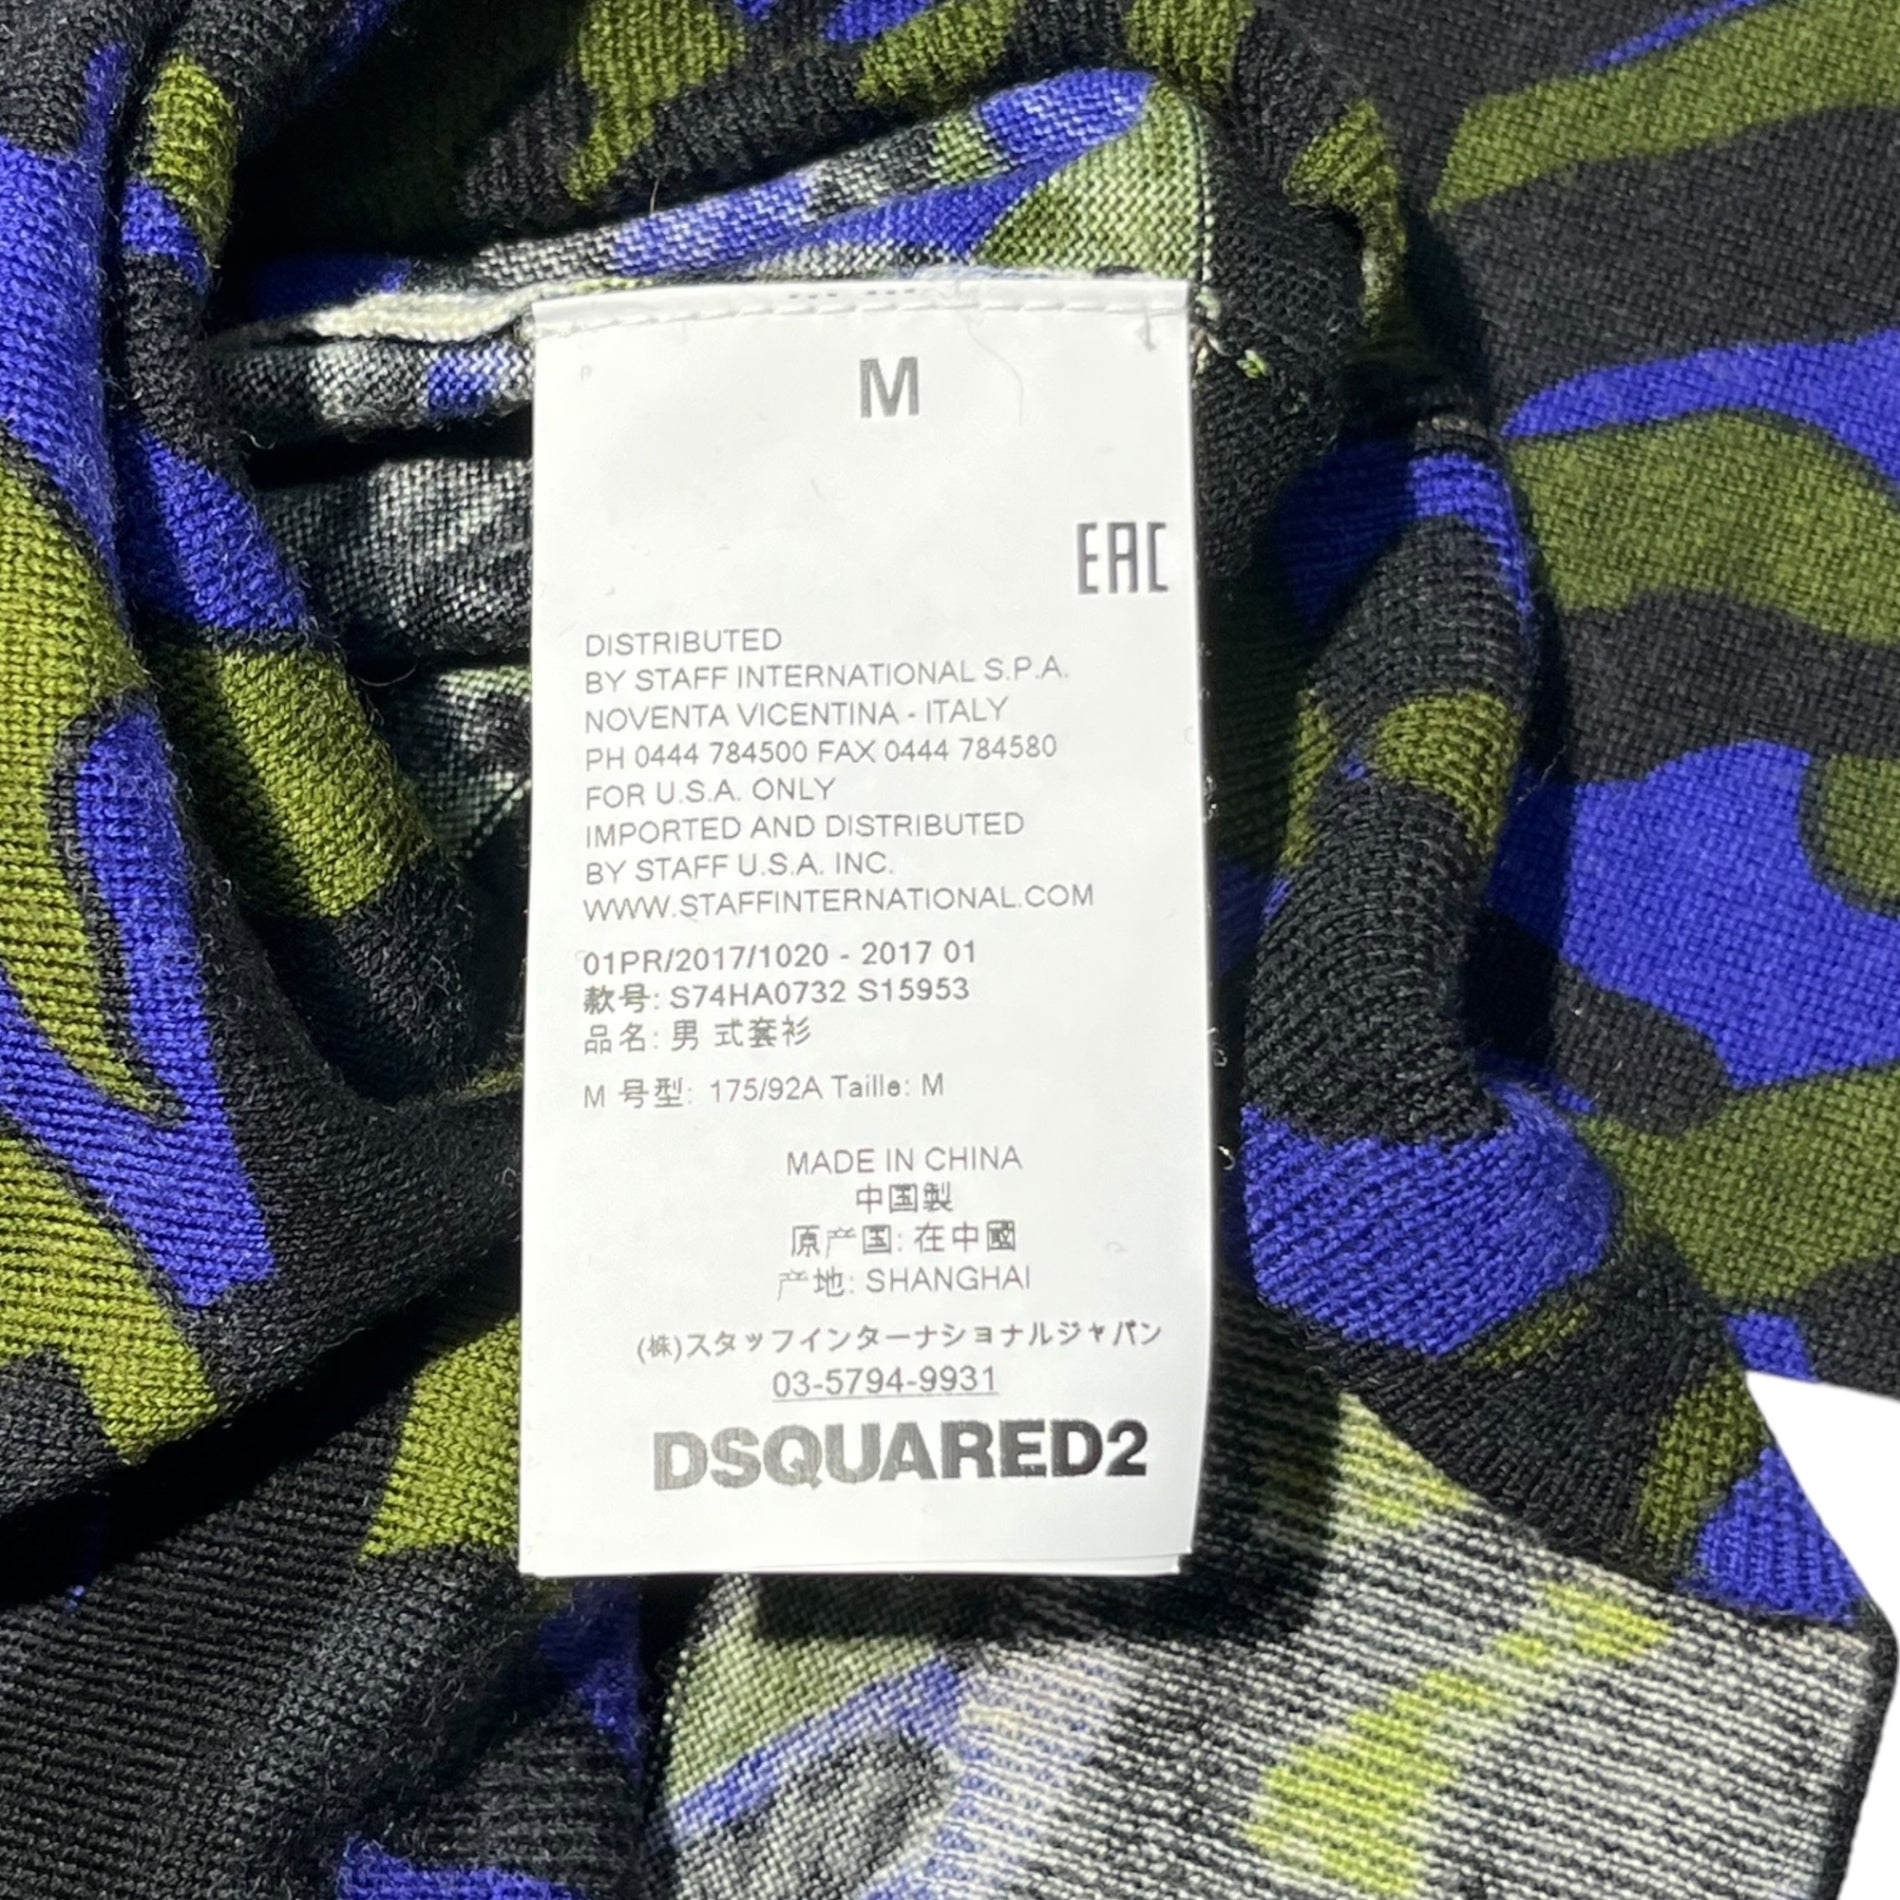 M
EAC
DISTRIBUTED
BY STAFF INTERNATIONAL S.P.A.
NOVENTA VICENTINA - ITALY
PH 0444 784500 FAX 0444 784580
FOR U.S.A. ONLY
IMPORTED AND DISTRIBUTED
BY STAFF U.S.A. INC.
WWW.STAFFINTERNATIONAL.COM
01PR/2017/1020 - 2017 01
款号: S74HA0732 S15953
品名: 男 式套衫
M 号型: 175/92A Taille: M
MADE IN CHINA
中国製
原产国: 在中國
产地: SHANGHAI
(株)スタッフインターナショナルジャパン
03-5794-9931
DSQUARED2